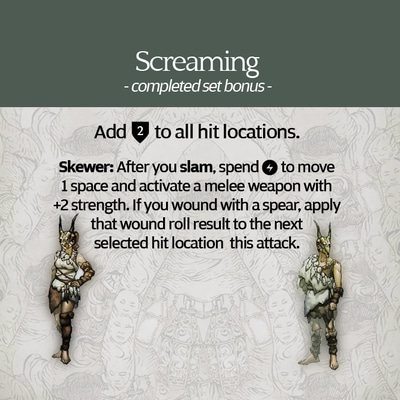 Screaming
- completed set bonus -
Add 2 to all hit locations.
Skewer: After you slam, spend to move
1 space and activate a melee weapon with
+2 strength. If you wound with a spear, apply
that wound roll result to the next
selected hit location this attack.